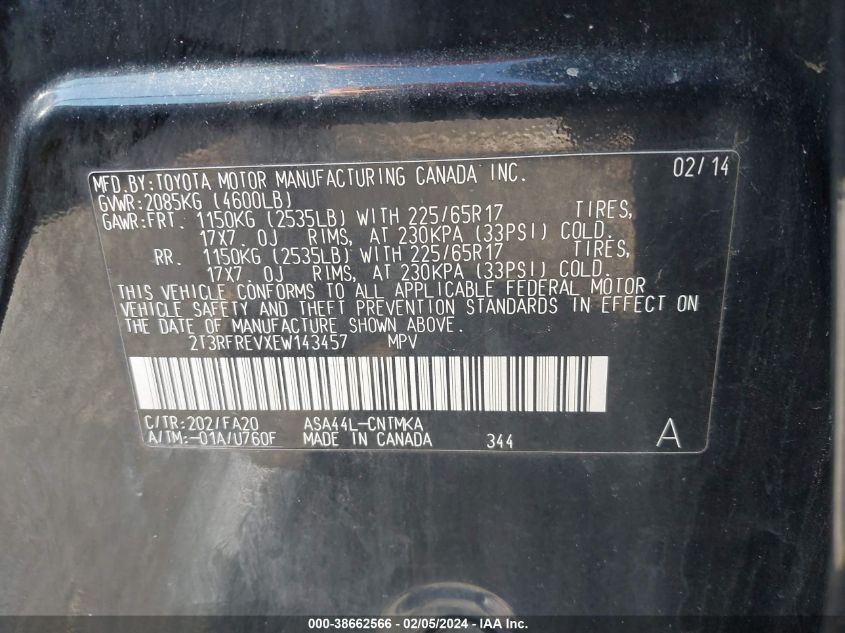 MFD.BY:TOYOTA MOTOR MANUFACTURING CANADA INC. 02/14
GVWR:2085KG (4600LB)
GAWR:FRT. 1150KG (2535LB) WITH 225/65R17 TIRES,
17X7.0J RIMS, AT 230KPA (33PSI) COLD.
RR. 1150KG (2535LB) WITH 225/65R17 TIRES,
17X7.0J RIMS, AT 230KPA (33PSI) COLD.
THIS VEHICLE CONFORMS TO ALL APPLICABLE FEDERAL MOTOR
VEHICLE SAFETY AND THEFT PREVENTION STANDARDS IN EFFECT ON
THE DATE OF MANUFACTURE SHOWN ABOVE.
2T3RFREVXEW143457 MPV
C/TR:202/FA20 ASA44L-CNTMKA
A/TM:-01A/U760F MADE IN CANADA 344 A
000-38662566 - 02/05/2024 - IAA Inc.